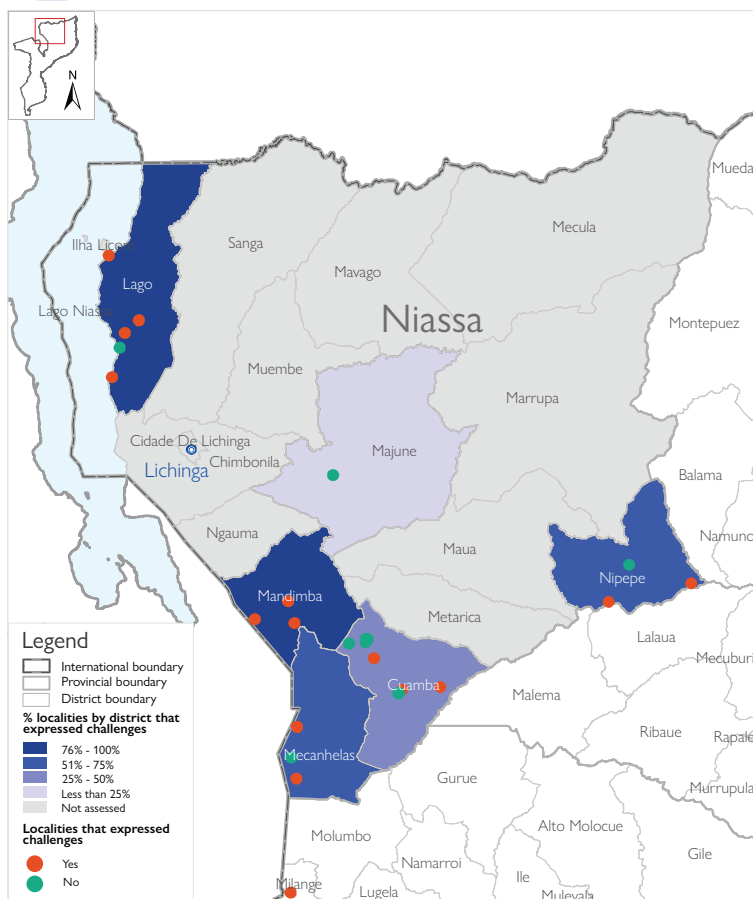 N
Mueda
Mecula
Sanga
Ilha Licom
Mavago
Lago
Lago Niassa
Niassa
Montepuez
Muembe
Marrupa
Cidade De Lichinga
Majune
Chimbonila
Lichinga
Balama
Ngauma
Namuno
Maua
Nipepe
Mandimba
Metarica
Lalaua
Mecuburi
Cuamba
Malema
Ribaue
Rapale
Mecanhelas
Gurue
Murrupula
Molumbo
Alto Molocue
Gile
Namarroi
Ile
Milange
Lugela
Mulevala
Legend
International boundary
Provincial boundary
District boundary
% localities by district that
expressed challenges
76% - 100%
51% - 75%
25% - 50%
Less than 25%
Not assessed
Localities that expressed
challenges
Yes
No